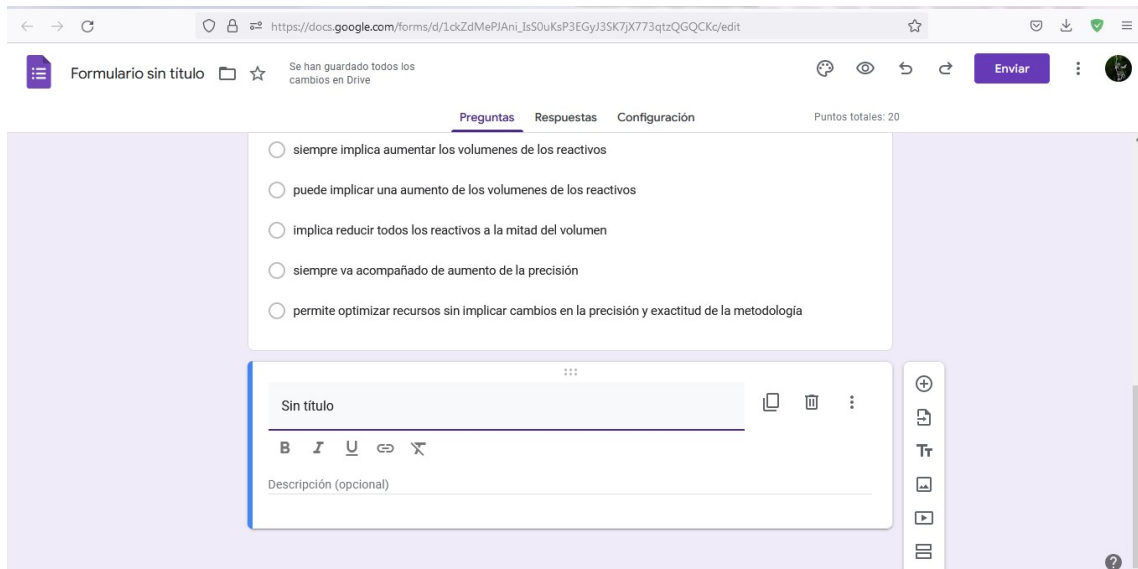 https://docs.google.com/forms/d/1ckZdMePJAni_IsS0uKsP3EGyJ3SK7jX773qtzQGQCKc/edit
Formulario sin título
Se han guardado todos los
cambios en Drive
Enviar
Preguntas Respuestas Configuración Puntos totales: 20
siempre implica aumentar los volumenes de los reactivos
puede implicar una aumento de los volumenes de los reactivos
implica reducir todos los reactivos a la mitad del volumen
siempre va acompañado de aumento de la precisión
permite optimizar recursos sin implicar cambios en la precisión y exactitud de la metodología
Sin título
B I U
Descripción (opcional)